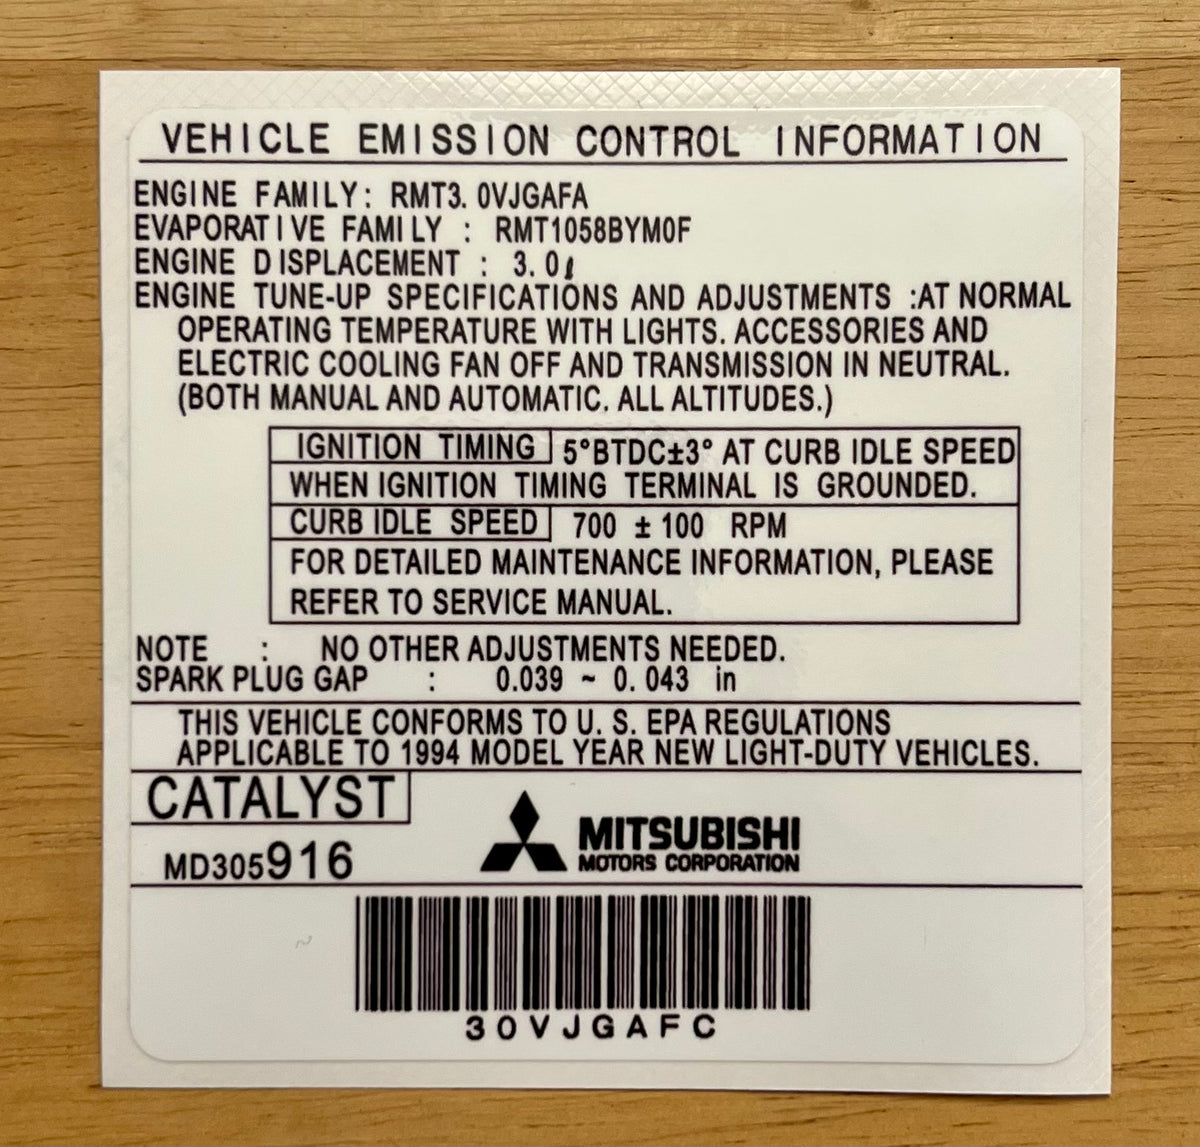 VEHICLE EMISSION CONTROL INFORMATION
ENGINE FAMILY: RMT3. 0VJGAFA
EVAPORATIVE FAMILY : RMT1058BYM0F
ENGINE DISPLACEMENT : 3. 0ℓ
ENGINE TUNE-UP SPECIFICATIONS AND ADJUSTMENTS :AT NORMAL
OPERATING TEMPERATURE WITH LIGHTS. ACCESSORIES AND
ELECTRIC COOLING FAN OFF AND TRANSMISSION IN NEUTRAL.
(BOTH MANUAL AND AUTOMATIC. ALL ALTITUDES.)
IGNITION TIMING 5°BTDC±3° AT CURB IDLE SPEED
WHEN IGNITION TIMING TERMINAL IS GROUNDED.
CURB IDLE SPEED 700 ± 100 RPM
FOR DETAILED MAINTENANCE INFORMATION, PLEASE
REFER TO SERVICE MANUAL.
NOTE : NO OTHER ADJUSTMENTS NEEDED.
SPARK PLUG GAP : 0.039 ~ 0. 043 in
THIS VEHICLE CONFORMS TO U. S. EPA REGULATIONS
APPLICABLE TO 1994 MODEL YEAR NEW LIGHT-DUTY VEHICLES.
CATALYST
MD305916
MITSUBISHI
MOTORS CORPORATION
30VJGAFC